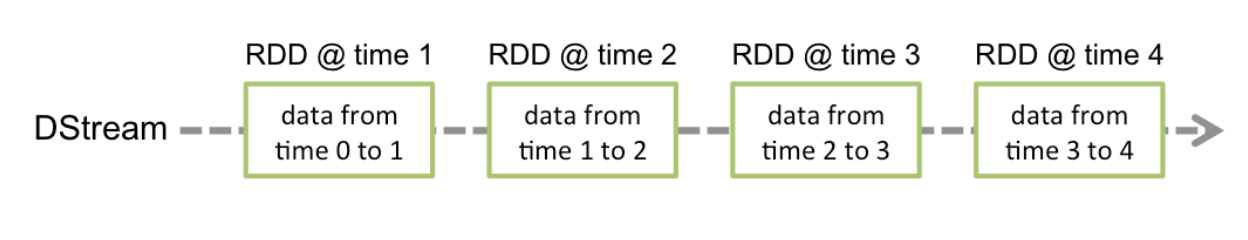 RDD @ time 1
RDD @ time 2
RDD @ time 3
RDD @ time 4
DStream
data from
time 0 to 1
data from
time 1 to 2
data from
time 2 to 3
data from
time 3 to 4